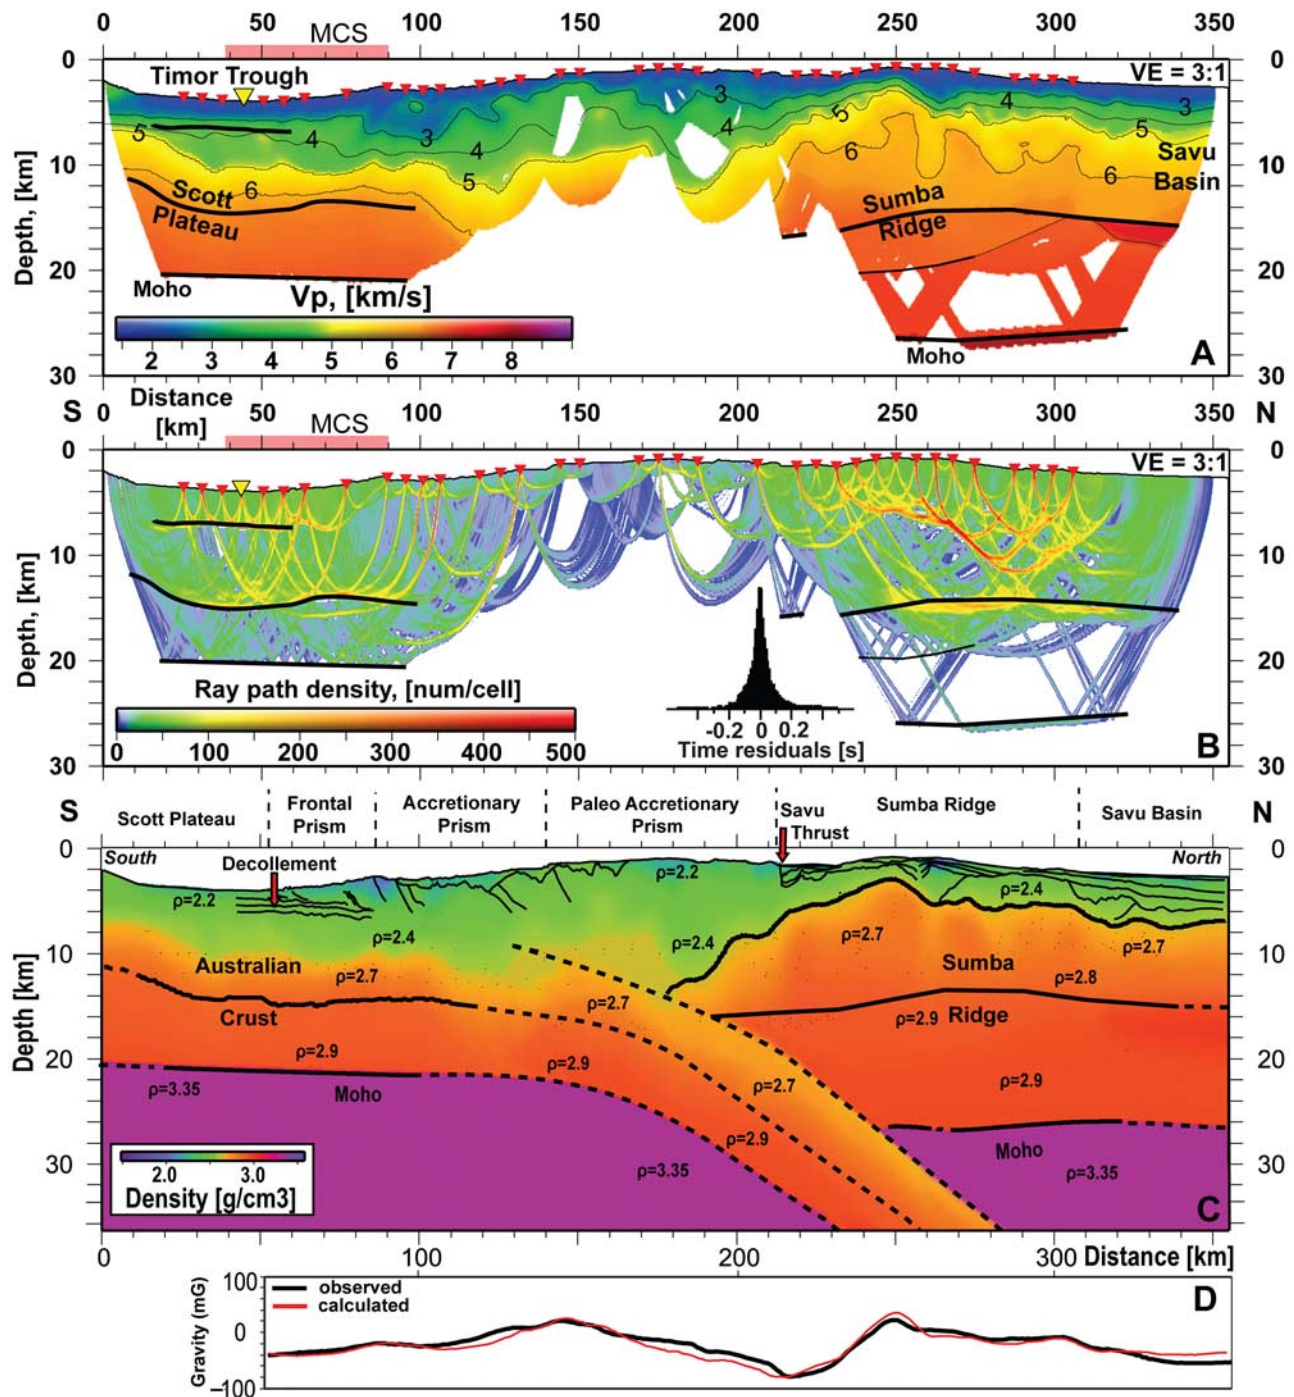 0 50 100 150 200 250 300 350
MCS
0 Timor Trough VE = 3:1 0
3 4 3
5 4 3 4 4 5 5
10 6 5 6 6 Savu Basin 10
Scott Plateau
Sumba Ridge
Depth, [km]
20 20
Moho
Vp, [km/s]
2 3 4 5 6 7 8
Moho
A
30 30
S Distance [km] N
0 50 100 150 200 250 300 350
MCS
0 VE = 3:1 0
10 10
Depth, [km]
20 20
Ray path density, [num/cell]
0 100 200 300 400 500
-0.2 0 0.2
Time residuals [s]
B
30 30
S N
Scott Plateau
Frontal Prism
Accretionary Prism
Paleo Accretionary Prism
Savu Thrust
Sumba Ridge
Savu Basin
0 South North 0
Decollement
ρ=2.2 ρ=2.2 ρ=2.4
ρ=2.4 ρ=2.4 ρ=2.7 ρ=2.7
10 10
Australian Crust
ρ=2.7 ρ=2.7 ρ=2.8
Sumba Ridge
ρ=2.9
Depth [km]
20 20
ρ=2.9 ρ=2.9 ρ=2.7 ρ=2.9
ρ=3.35 Moho
ρ=2.9 Moho
30 30
ρ=3.35 ρ=3.35
2.0 3.0
Density [g/cm3]
C
0 100 200 300 Distance [km]
100
0
−100
Gravity (mG)
observed
calculated
D